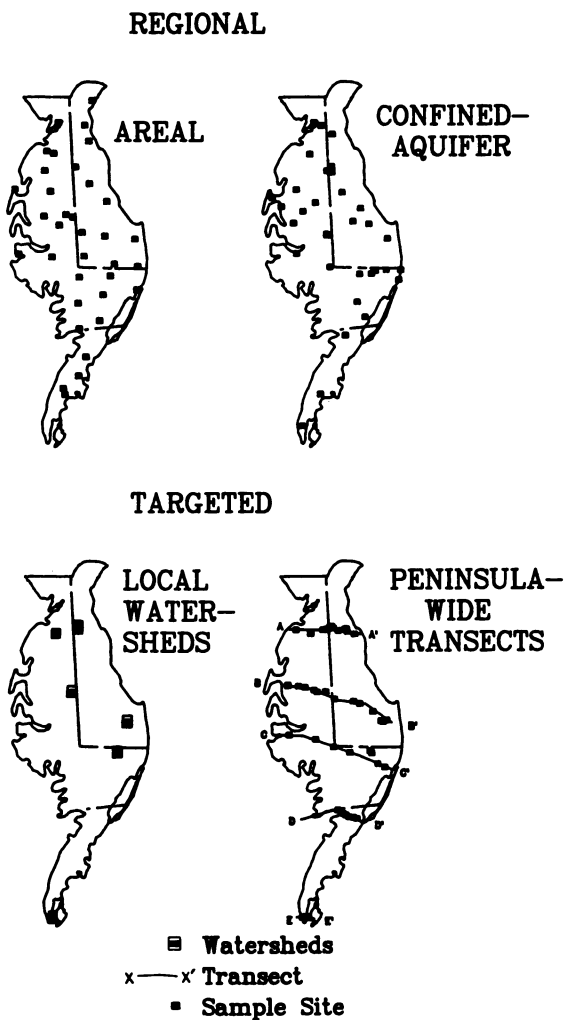 REGIONAL
AREAL
CONFINED-
AQUIFER
TARGETED
LOCAL
WATER-
SHEDS
PENINSULA-
WIDE
TRANSECTS
A A'
B B'
C C'
D D'
E E'
Watersheds
X X' Transect
Sample Site